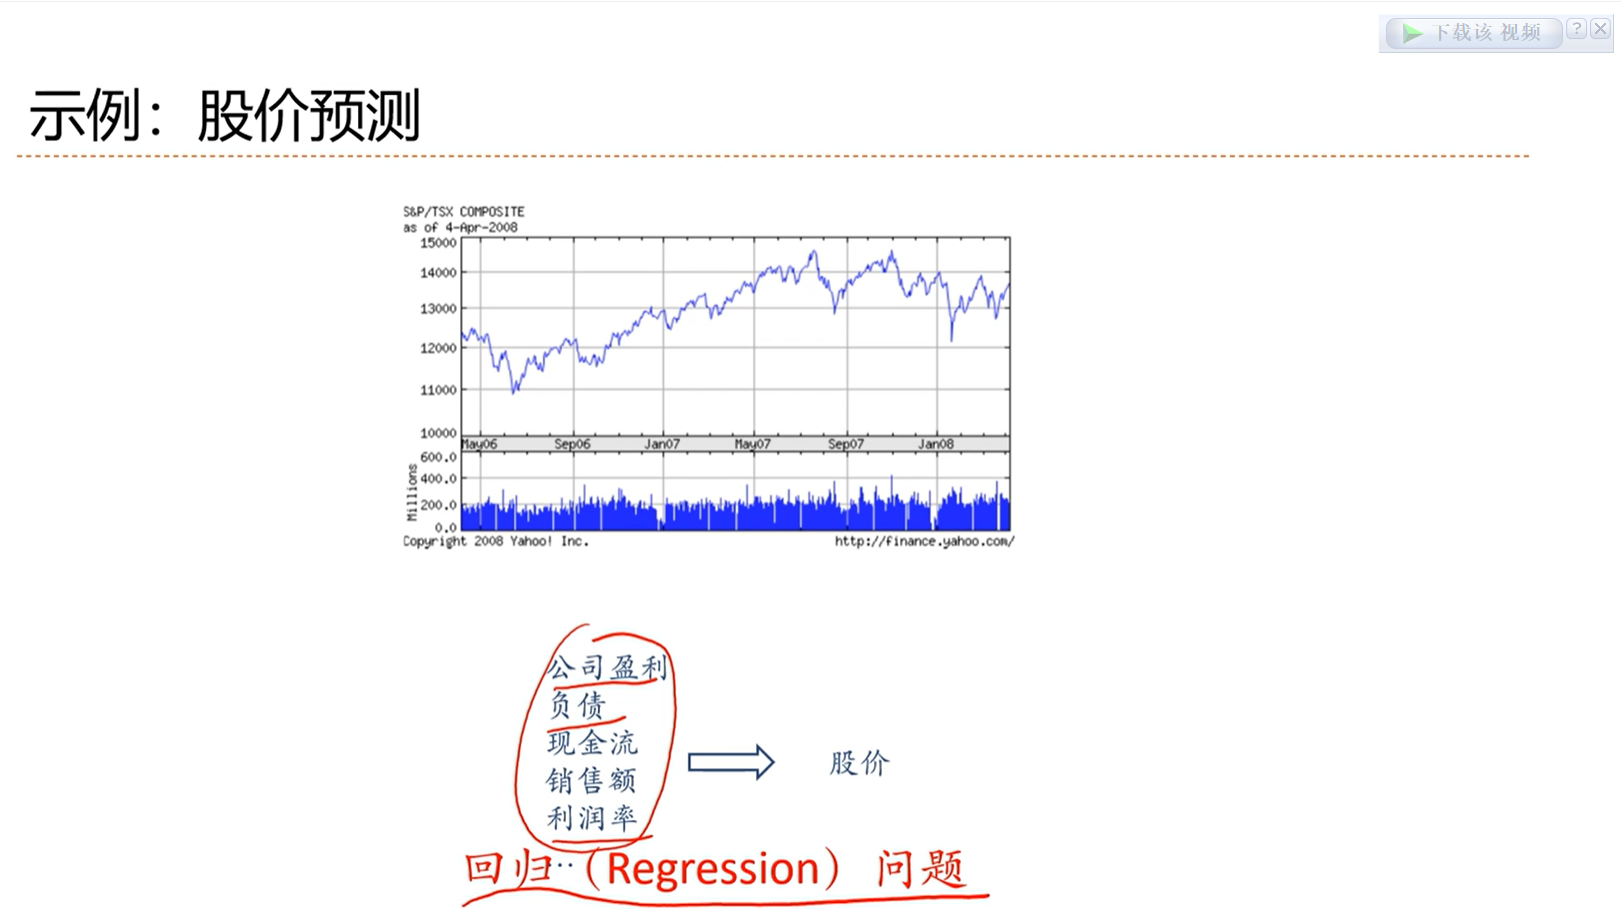 下载该 视频
示例：股价预测
S&P/TSX COMPOSITE
as of 4-Apr-2008
15000
14000
13000
12000
11000
10000
May06 Sep06 Jan07 May07 Sep07 Jan08
600.0
400.0
200.0
0.0
Millions
Copyright 2008 Yahoo! Inc. http://finance.yahoo.com/
公司盈利
负债
现金流
销售额
利润率
股价
回归（Regression） 问题